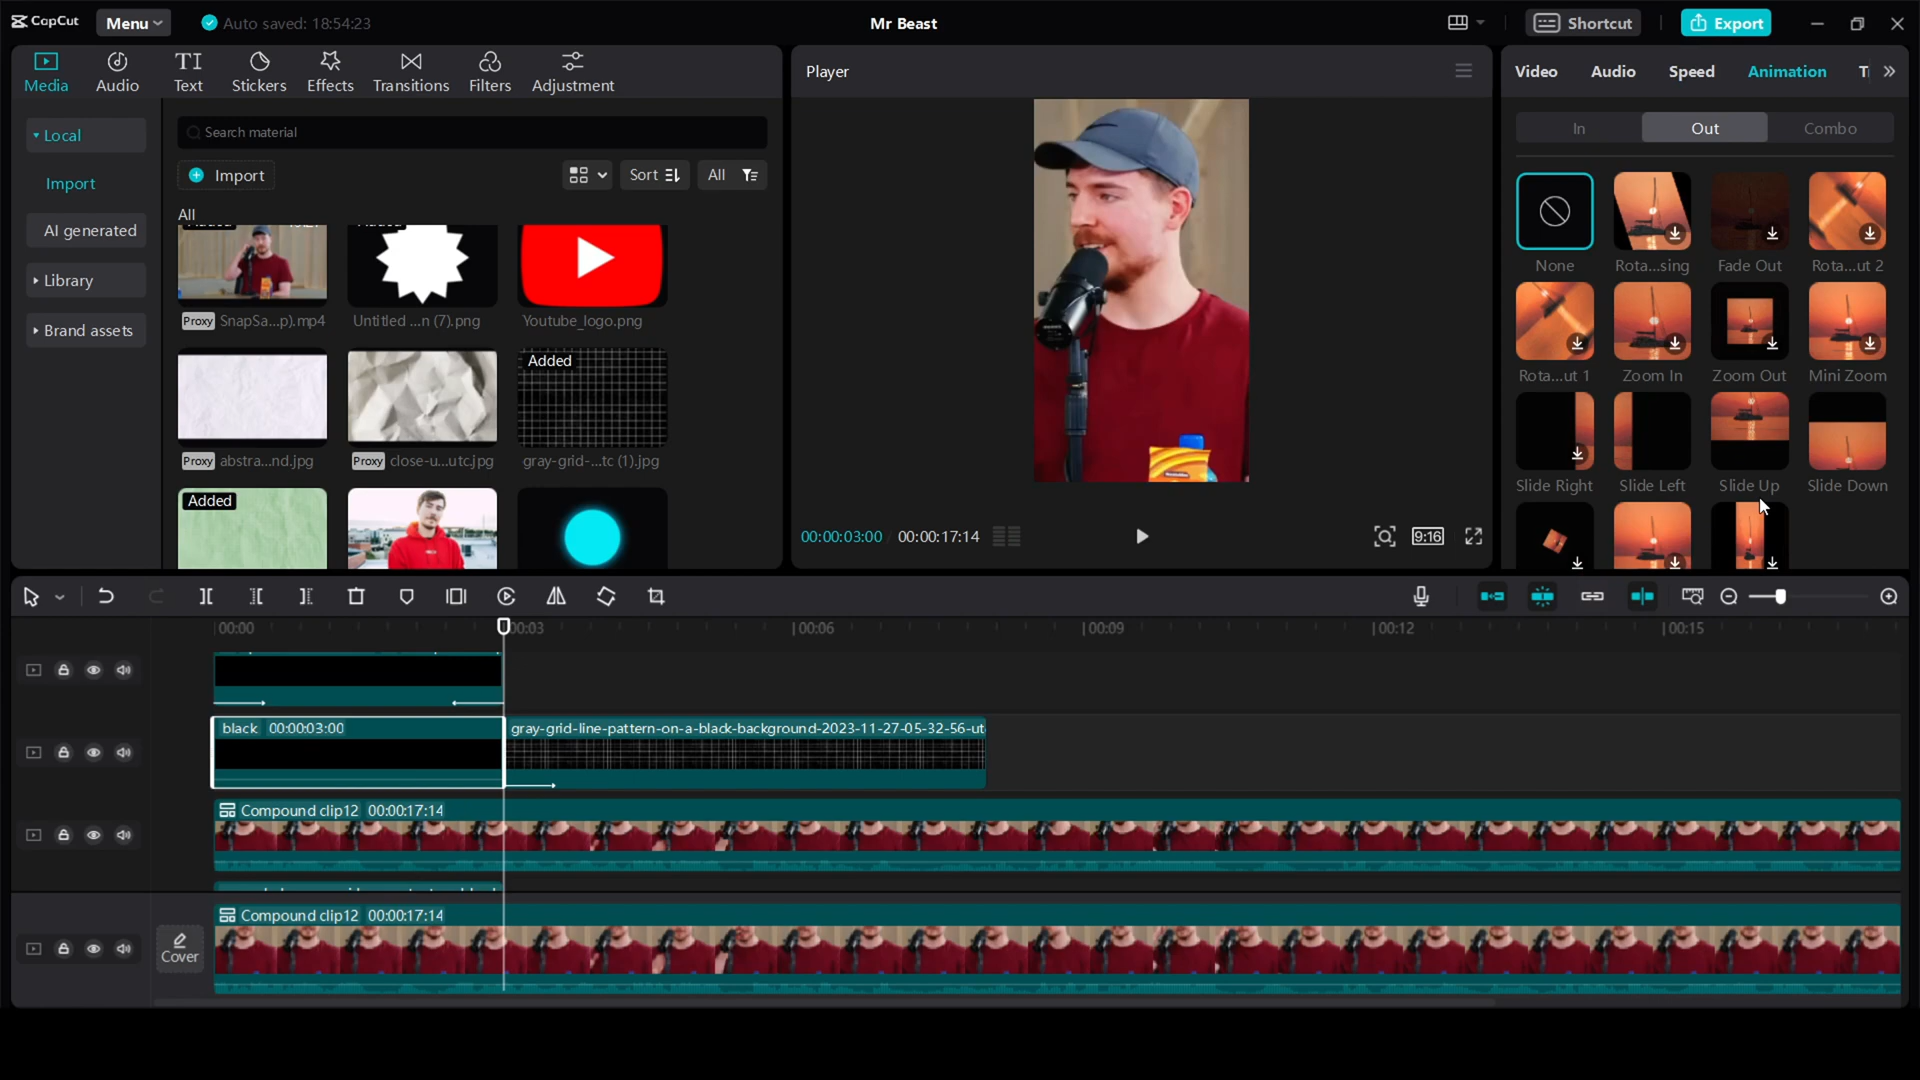 CapCut
Menu
Auto saved: 18:54:23
Mr Beast
Shortcut
Export
Media
Audio
Text
Stickers
Effects
Transitions
Filters
Adjustment
Local
Import
AI generated
Library
Brand assets
Search material
Import
Sort
All
All
Proxy SnapSa...p).mp4
Untitled ...n (7).png
Youtube_logo.png
Added
Proxy abstra...nd.jpg
Proxy close-u...utc.jpg
gray-grid-...tc (1).jpg
Added
Player
00:00:03:00
00:00:17:14
9:16
Video
Audio
Speed
Animation
In
Out
Combo
None
Rota...sing
Fade Out
Rota...ut 2
Rota...ut 1
Zoom In
Zoom Out
Mini Zoom
Slide Right
Slide Left
Slide Up
Slide Down
00:00
00:03
00:06
00:09
00:12
00:15
black 00:00:03:00
gray-grid-line-pattern-on-a-black-background-2023-11-27-05-32-56-ut
Compound clip12 00:00:17:14
Cover
Compound clip12 00:00:17:14